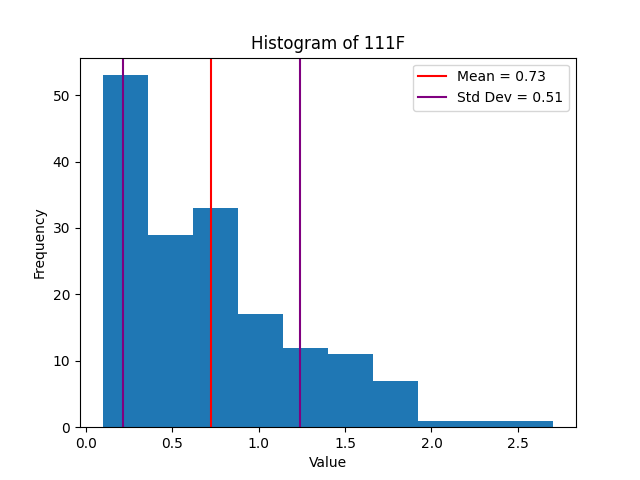 Histogram of 111F
Mean = 0.73
Std Dev = 0.51
Frequency
50
40
30
20
10
0
0.0 0.5 1.0 1.5 2.0 2.5
Value